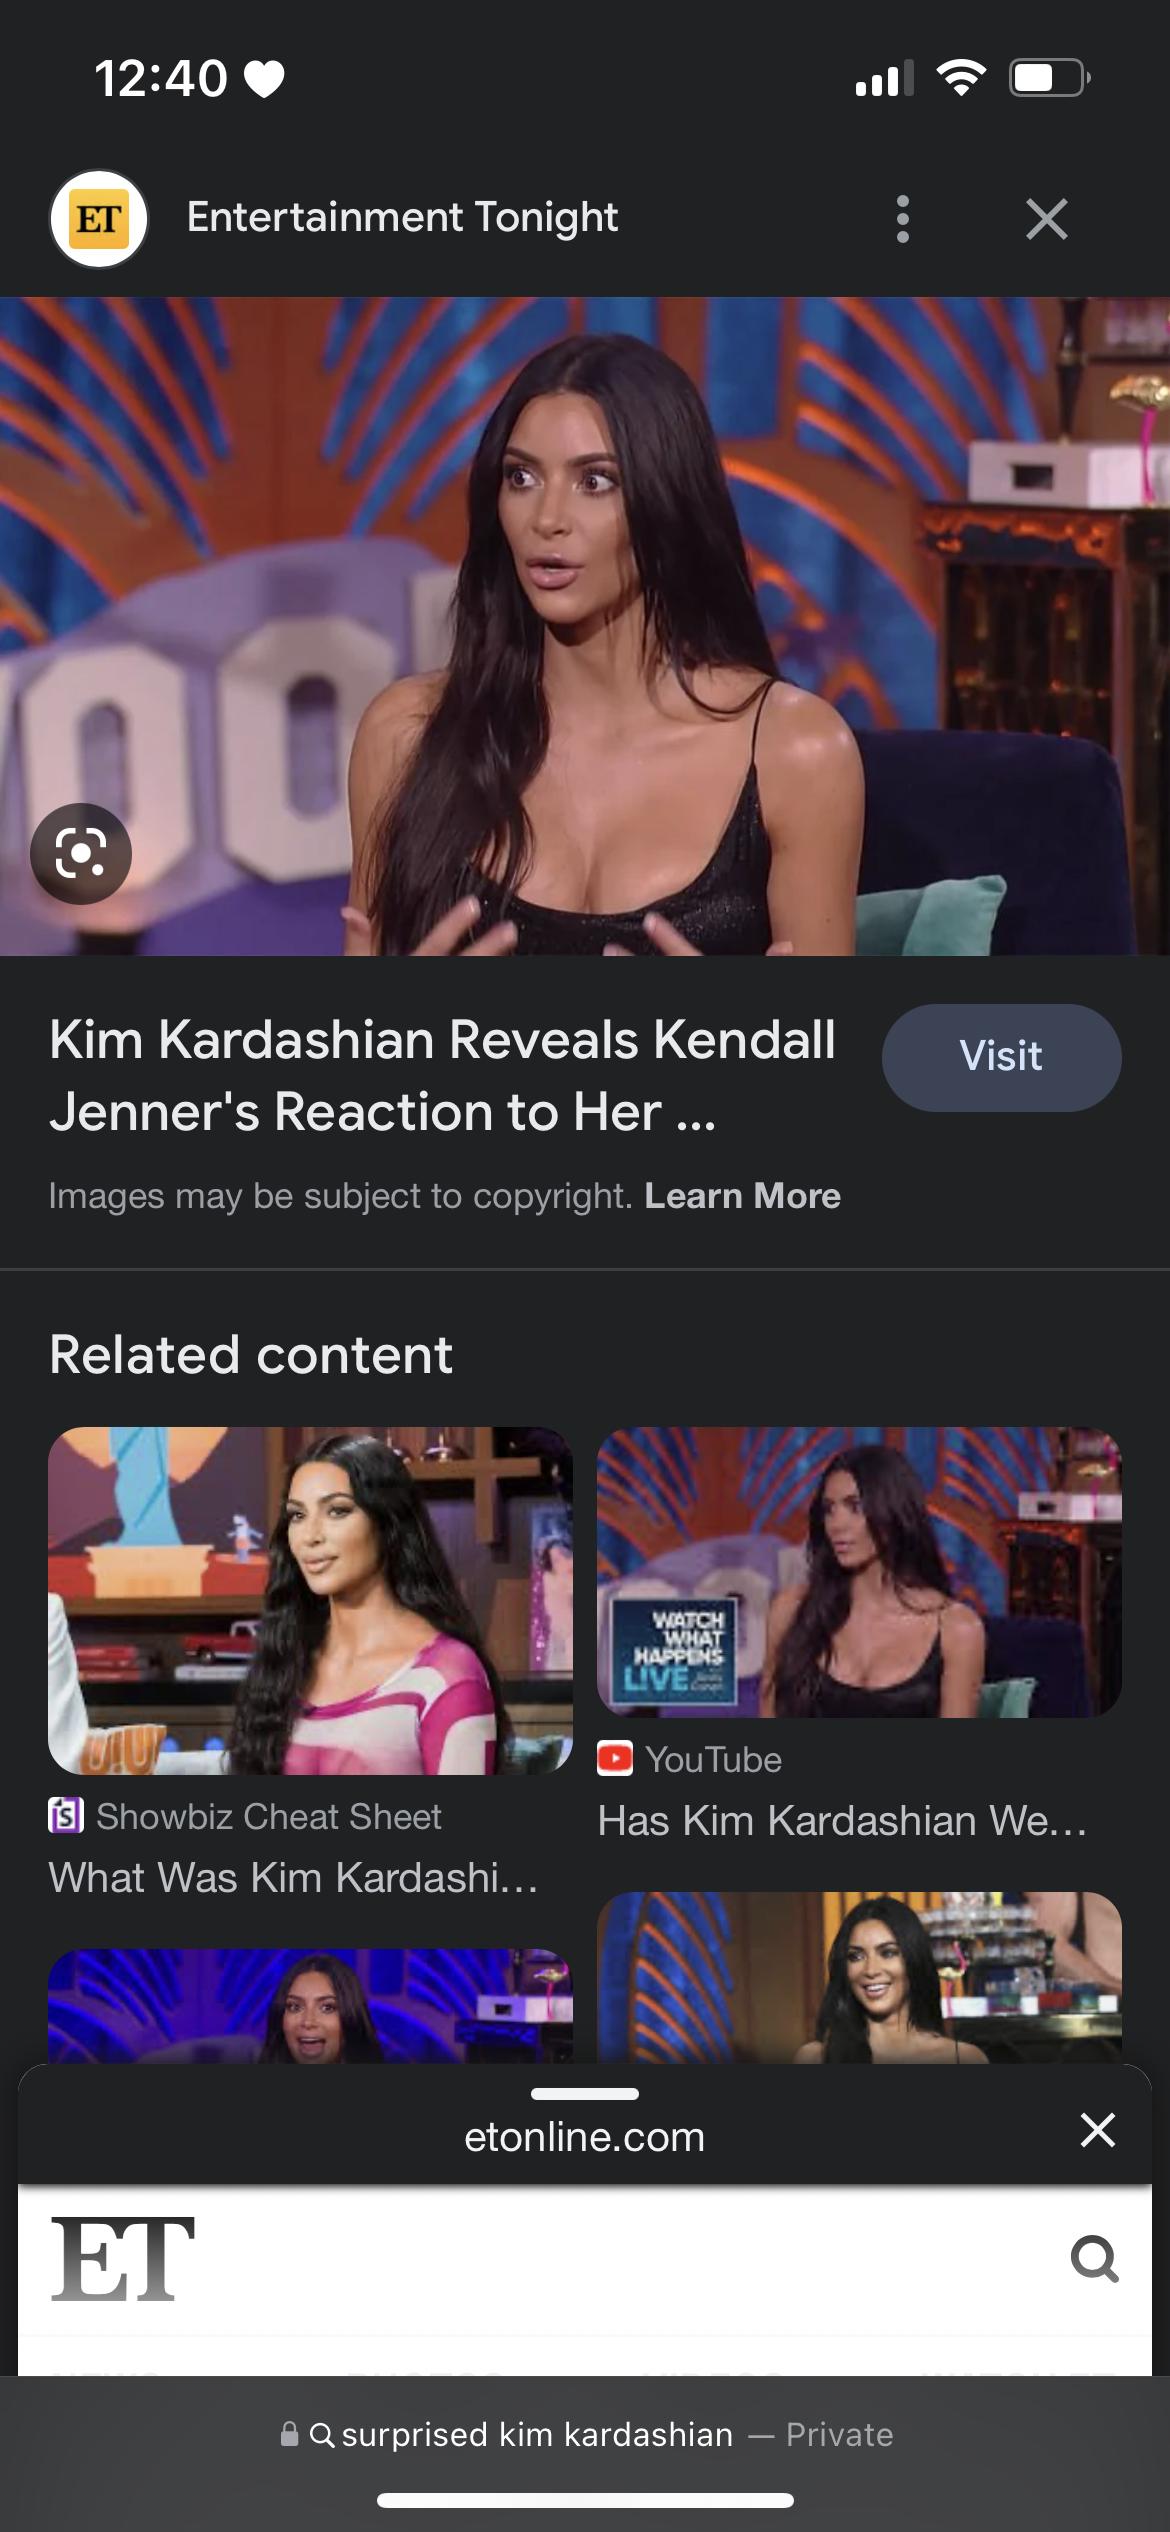 12:40
ET
Entertainment Tonight
Kim Kardashian Reveals Kendall
Jenner's Reaction to Her ...
Visit
Images may be subject to copyright. Learn More
Related content
WATCH
WHAT
HAPPENS
LIVE
Showbiz Cheat Sheet
What Was Kim Kardashi...
YouTube
Has Kim Kardashian We...
etonline.com
ET
surprised kim kardashian — Private